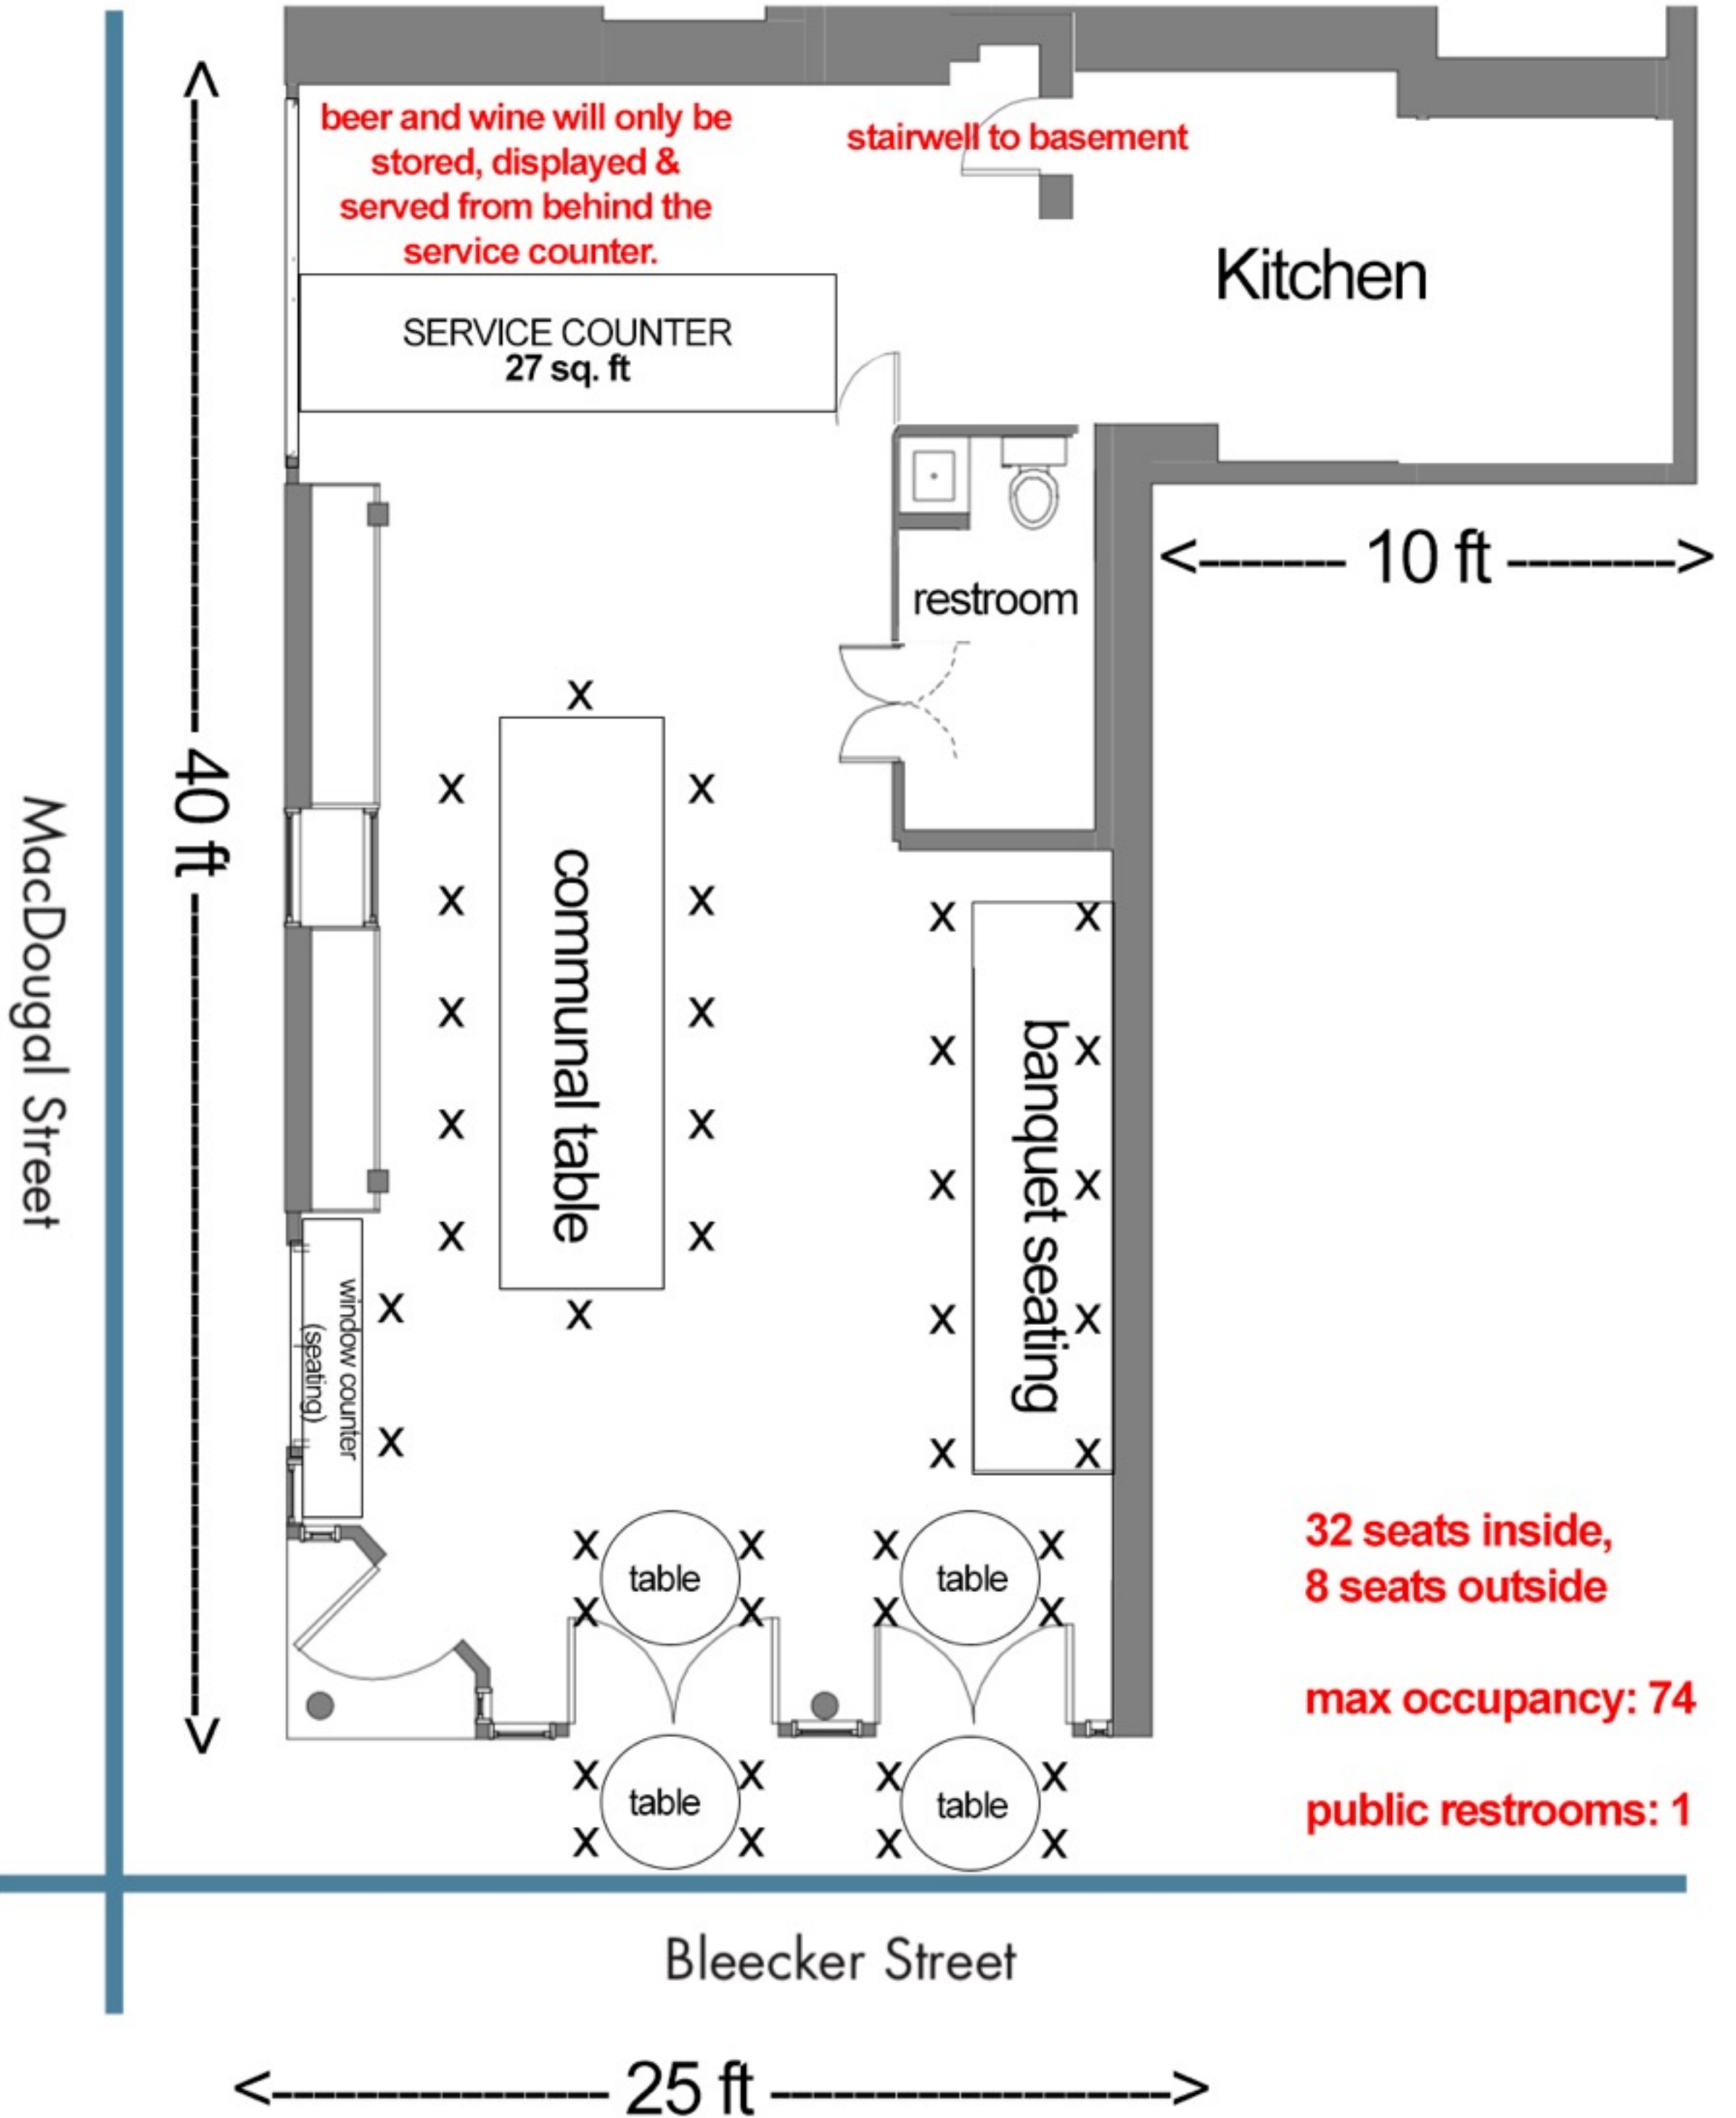 beer and wine will only be
stored, displayed &
served from behind the
service counter.
stairwell to basement
Kitchen
SERVICE COUNTER
27 sq. ft
<------- 10 ft -------->
restroom
40 ft
MacDougal Street
x
x x
x x
x x
x x
x x
x
communal table
x x
x x
x x
x x
x x
banquet seating
window counter
(seating)
x
x
x x x x
table table
x x x x
32 seats inside,
8 seats outside
max occupancy: 74
public restrooms: 1
x x x x
table table
x x x x
Bleecker Street
<------------------ 25 ft --------------------->